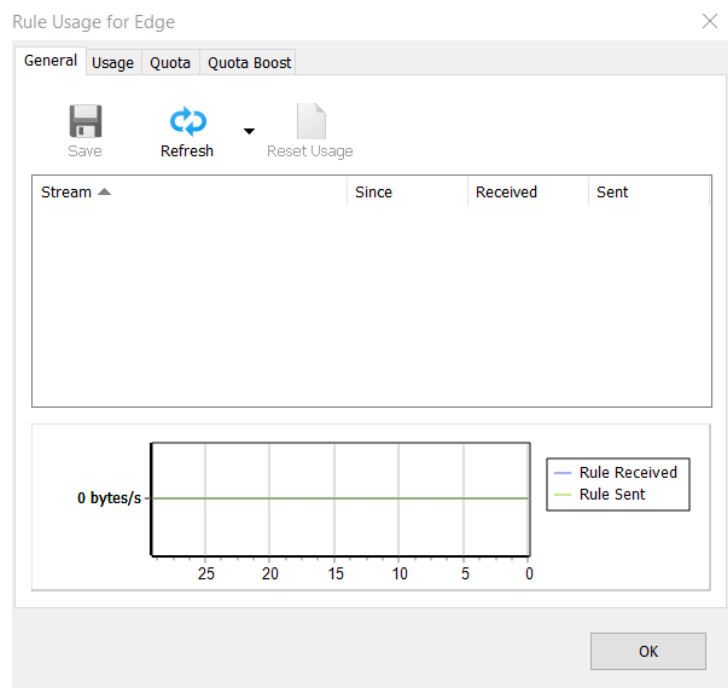 Rule Usage for Edge
General Usage Quota Quota Boost
Save Refresh Reset Usage
Stream Since Received Sent
0 bytes/s
Rule Received
Rule Sent
25 20 15 10 5 0
OK